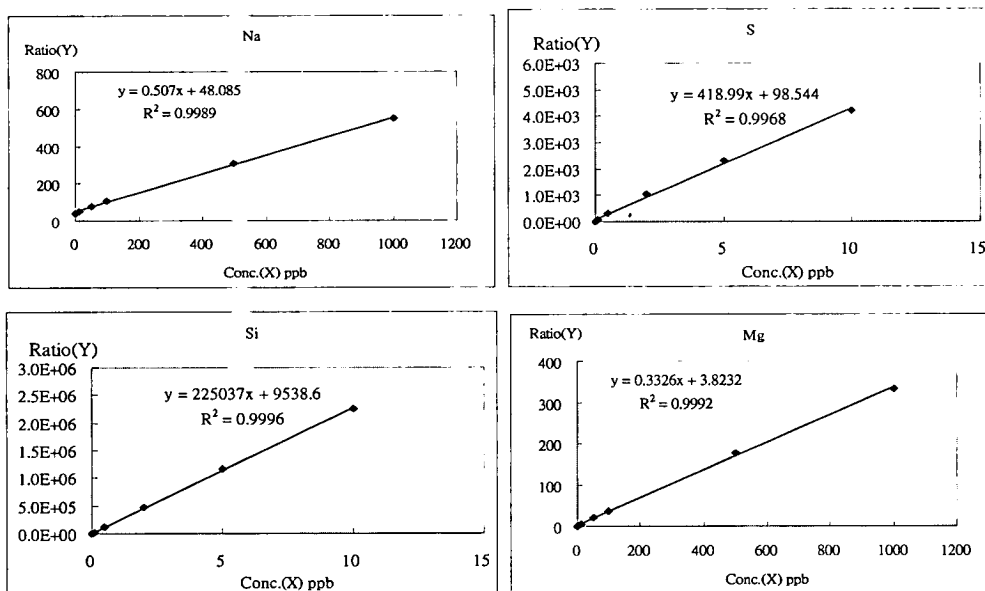 Na
Ratio(Y)
800
600
400
200
0
y = 0.507x + 48.085
R² = 0.9989
0 200 400 600 800 1000 1200
Conc.(X) ppb
S
Ratio(Y)
6.0E+03
5.0E+03
4.0E+03
3.0E+03
2.0E+03
1.0E+03
0.0E+00
y = 418.99x + 98.544
R² = 0.9968
0 5 10 15
Conc.(X) ppb
Si
Ratio(Y)
3.0E+06
2.5E+06
2.0E+06
1.5E+06
1.0E+06
5.0E+05
0.0E+00
y = 225037x + 9538.6
R² = 0.9996
0 5 10 15
Conc.(X) ppb
Mg
Ratio(Y)
400
300
200
100
0
y = 0.3326x + 3.8232
R² = 0.9992
0 200 400 600 800 1000 1200
Conc.(X) ppb